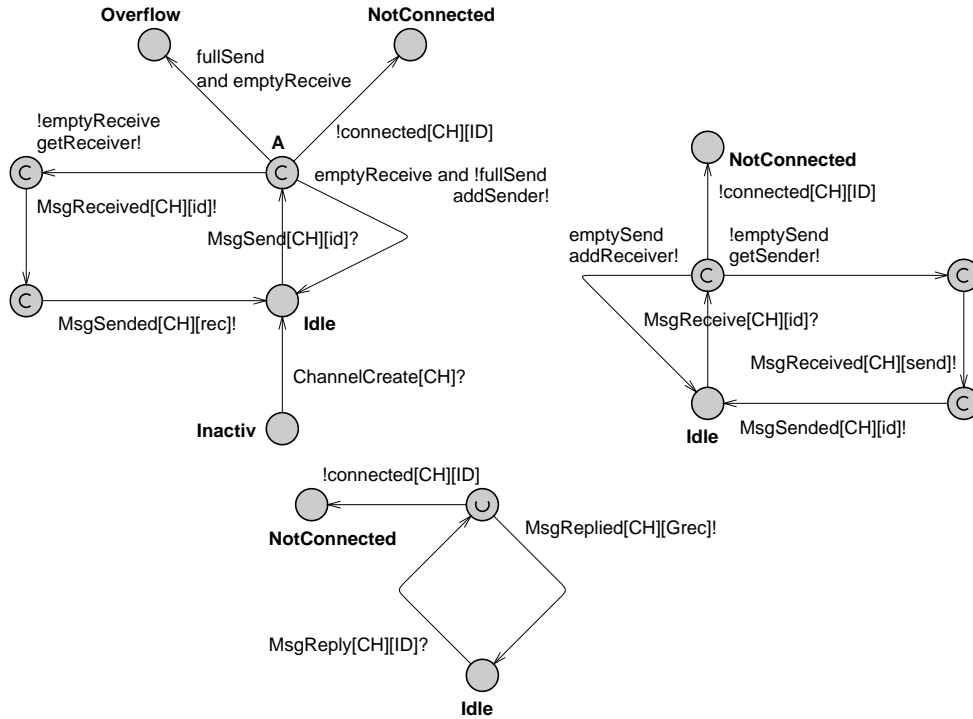 Overflow
NotConnected
fullSend
and emptyReceive
!emptyReceive
getReceiver!
A
!connected[CH][ID]
C
C
emptyReceive and !fullSend
addSender!
MsgReceived[CH][id]!
MsgSend[CH][id]?
C
MsgSended[CH][rec]!
Idle
ChannelCreate[CH]?
Inactiv
NotConnected
!connected[CH][ID]
emptySend
addReceiver!
!emptySend
getSender!
C
C
MsgReceive[CH][id]?
MsgReceived[CH][send]!
C
Idle
MsgSended[CH][id]!
!connected[CH][ID]
NotConnected
U
MsgReplied[CH][Grec]!
MsgReply[CH][ID]?
Idle